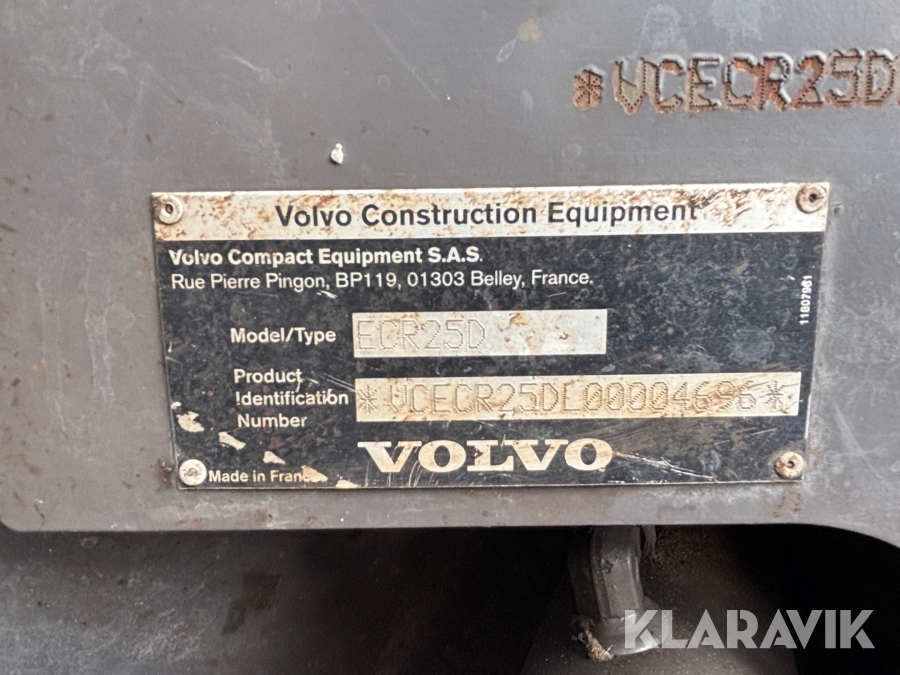 *VCECR25D
Volvo Construction Equipment
Volvo Compact Equipment S.A.S.
Rue Pierre Pingon, BP119, 01303 Belley, France.
11807961
Model/Type ECR25D
Product
Identification
Number
*VCECR25DL00004696*
VOLVO
Made in France
KLARAVIK